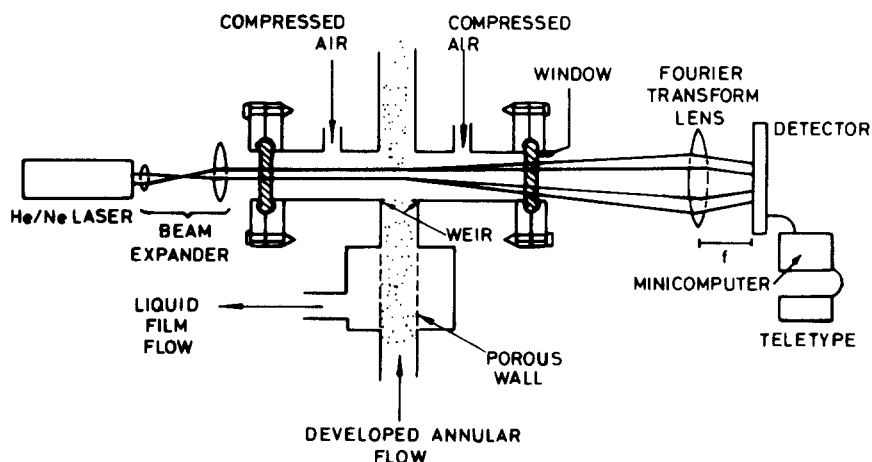 COMPRESSED
AIR
COMPRESSED
AIR
WINDOW
FOURIER
TRANSFORM
LENS
DETECTOR
He/Ne LASER
BEAM
EXPANDER
WEIR
f
MINICOMPUTER
TELETYPE
LIQUID
FILM
FLOW
POROUS
WALL
DEVELOPED ANNULAR
FLOW